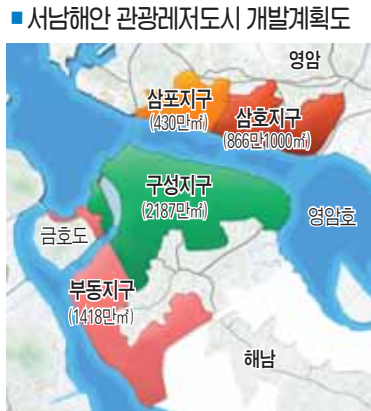 ■ 서남해안 관광레저도시 개발계획도
영암
삼포지구
(430만㎡)
삼호지구
(866만1000㎡)
구성지구
(2187만㎡)
영암호
금호도
부동지구
(1418만㎡)
해남